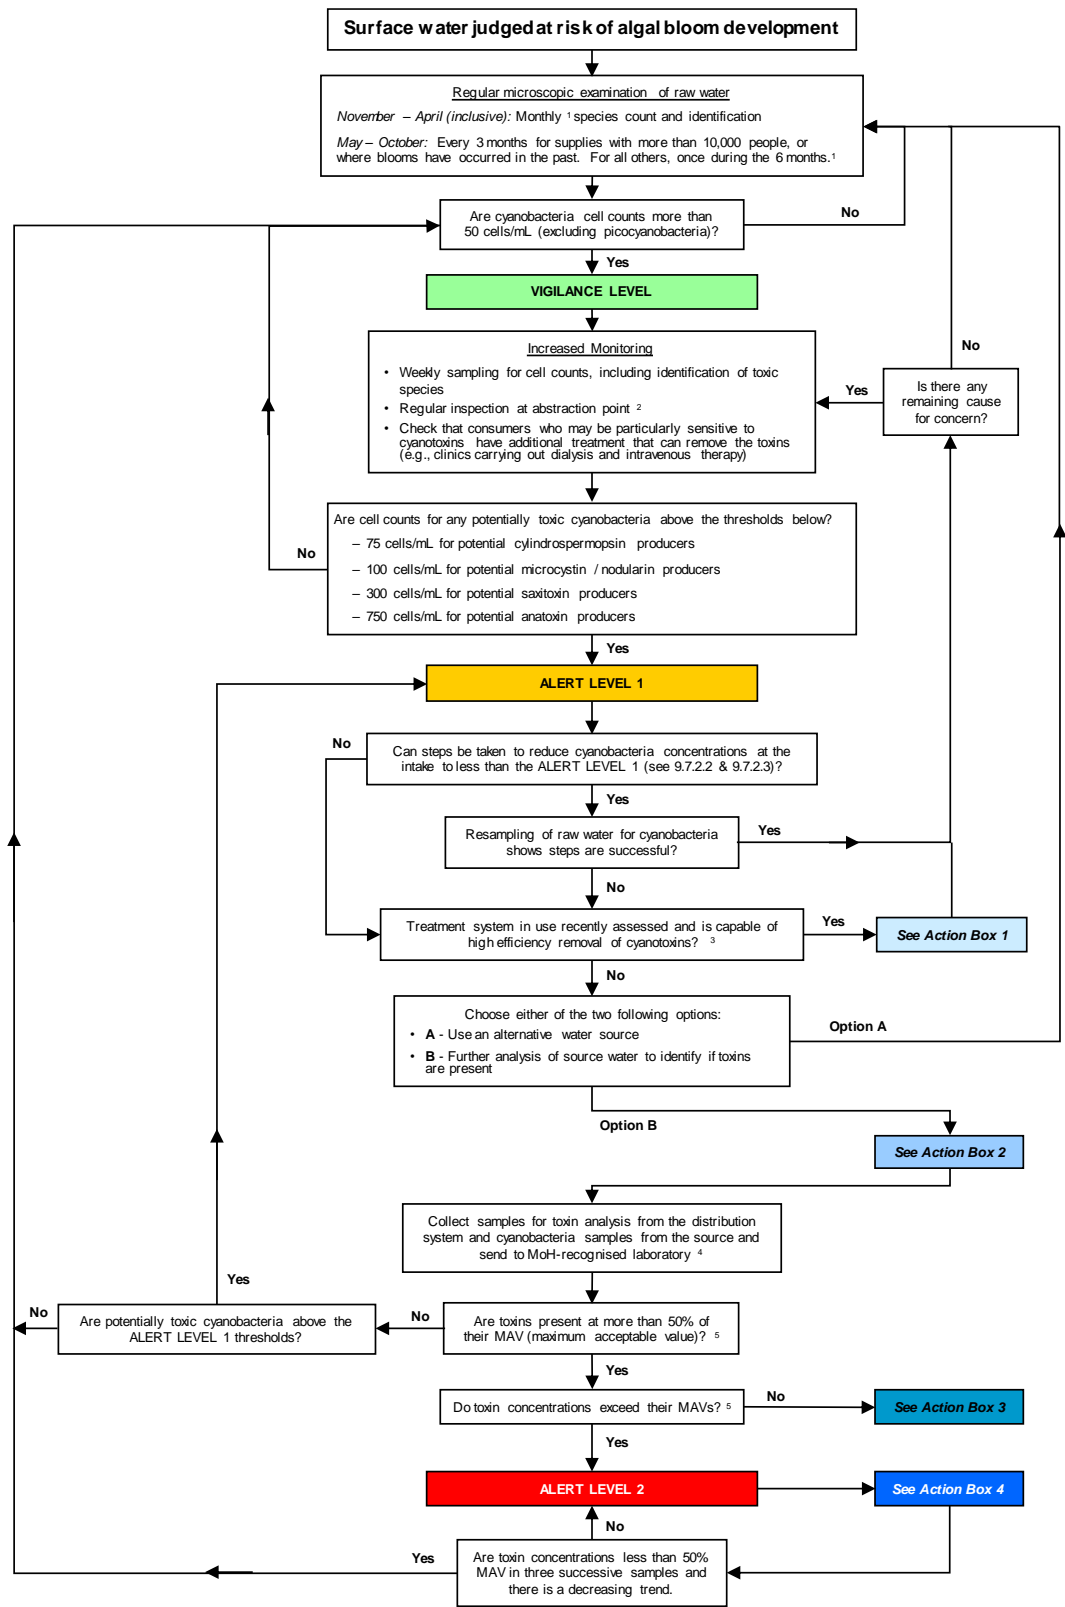 Surface water judged at risk of algal bloom development
Regular microscopic examination of raw water
November – April (inclusive): Monthly ¹ species count and identification
May – October: Every 3 months for supplies with more than 10,000 people, or
where blooms have occurred in the past. For all others, once during the 6 months.¹
Are cyanobacteria cell counts more than
50 cells/mL (excluding picocyanobacteria)?
No
Yes
VIGILANCE LEVEL
Increased Monitoring
• Weekly sampling for cell counts, including identification of toxic
species
• Regular inspection at abstraction point ²
• Check that consumers who may be particularly sensitive to
cyanotoxins have additional treatment that can remove the toxins
(e.g., clinics carrying out dialysis and intravenous therapy)
No
Yes
Is there any
remaining cause
for concern?
Are cell counts for any potentially toxic cyanobacteria above the thresholds below?
– 75 cells/mL for potential cylindrospermopsin producers
– 100 cells/mL for potential microcystin / nodularin producers
– 300 cells/mL for potential saxitoxin producers
– 750 cells/mL for potential anatoxin producers
No
Yes
ALERT LEVEL 1
No
Can steps be taken to reduce cyanobacteria concentrations at the
intake to less than the ALERT LEVEL 1 (see 9.7.2.2 & 9.7.2.3)?
Yes
Resampling of raw water for cyanobacteria
shows steps are successful?
Yes
No
Treatment system in use recently assessed and is capable of
high efficiency removal of cyanotoxins? ³
Yes
See Action Box 1
No
Choose either of the two following options:
• A - Use an alternative water source
• B - Further analysis of source water to identify if toxins
are present
Option A
Option B
See Action Box 2
Collect samples for toxin analysis from the distribution
system and cyanobacteria samples from the source and
send to MoH-recognised laboratory ⁴
Yes
No
Are potentially toxic cyanobacteria above the
ALERT LEVEL 1 thresholds?
No
Are toxins present at more than 50% of
their MAV (maximum acceptable value)? ⁵
Yes
Do toxin concentrations exceed their MAVs? ⁵
No
See Action Box 3
Yes
ALERT LEVEL 2
See Action Box 4
No
Yes
Are toxin concentrations less than 50%
MAV in three successive samples and
there is a decreasing trend.